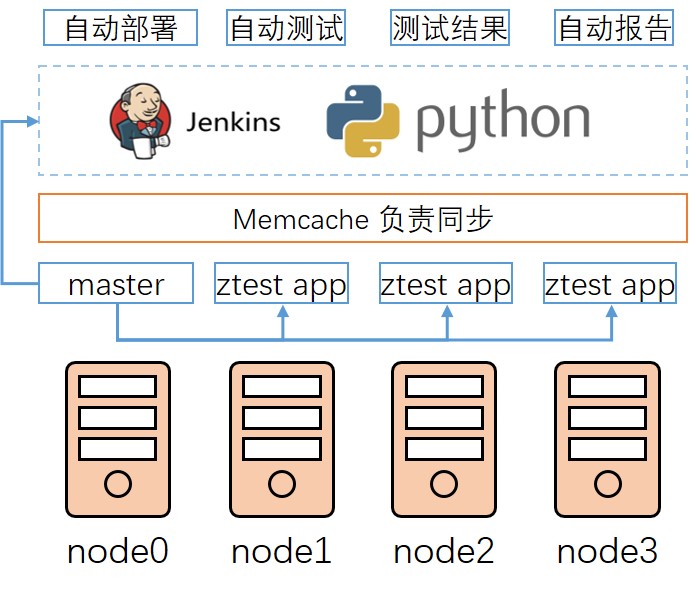 自动部署 自动测试 测试结果 自动报告
Jenkins python
Memcache 负责同步
master ztest app ztest app ztest app
node0 node1 node2 node3